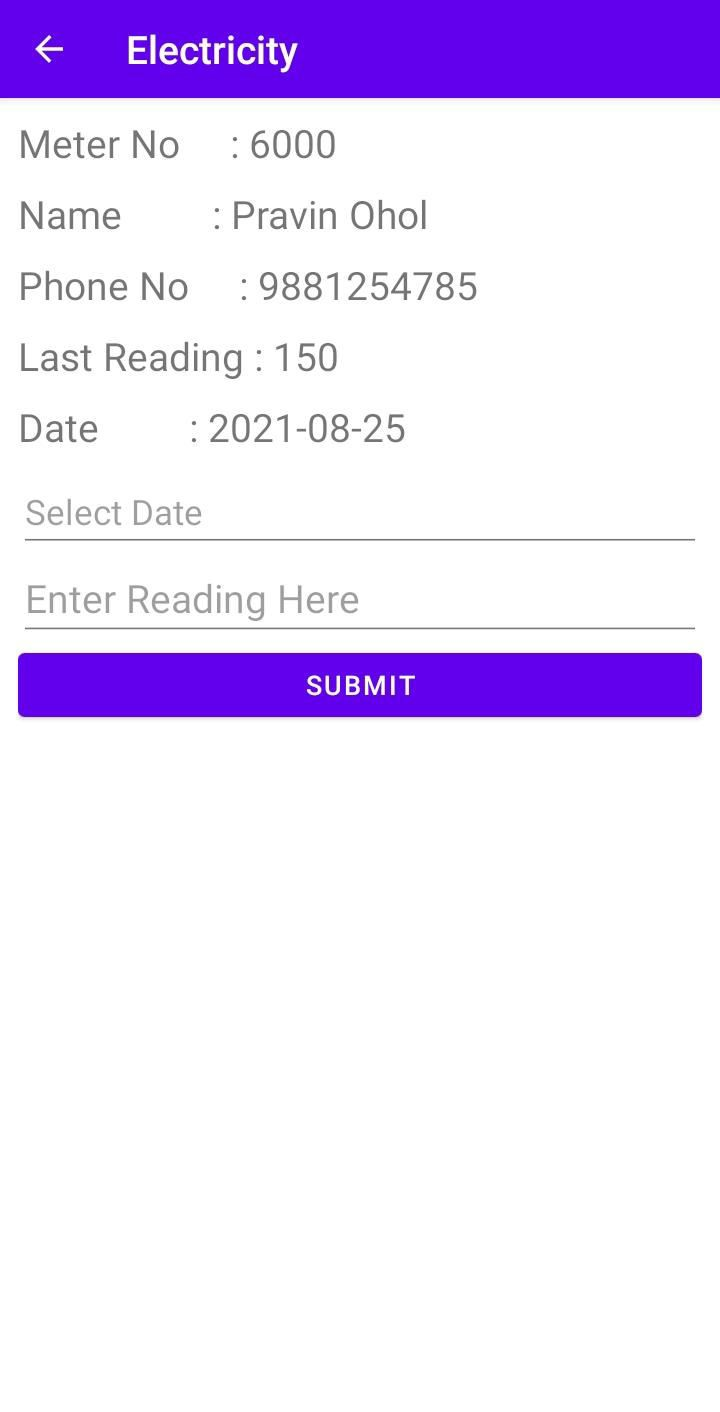 Electricity
Meter No : 6000
Name : Pravin Ohol
Phone No : 9881254785
Last Reading : 150
Date : 2021-08-25
Select Date
Enter Reading Here
SUBMIT